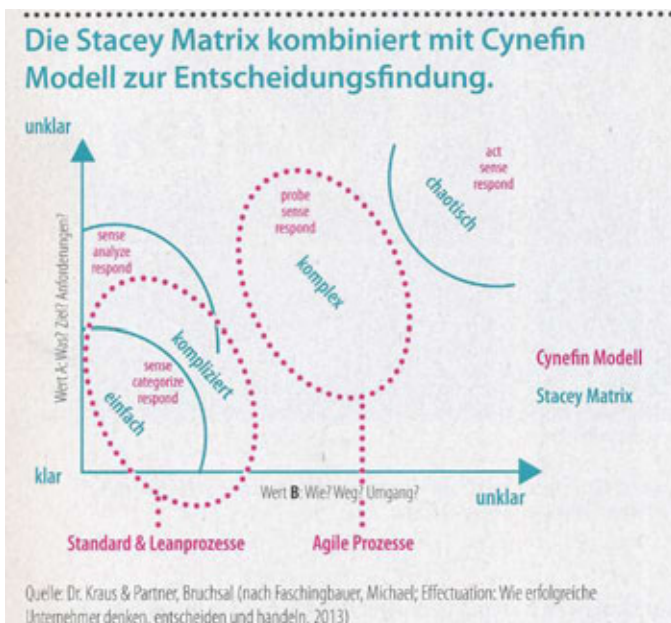 Die Stacey Matrix kombiniert mit Cynefin
Modell zur Entscheidungsfindung.
unklar
act
sense
respond
chaotisch
probe
sense
respond
komplex
sense
analyze
respond
kompliziert
sense
categorize
respond
einfach
Wert A: Was? Ziel? Anforderungen?
Cynefin Modell
Stacey Matrix
klar
Wert B: Wie? Weg? Umgang?
unklar
Standard & Leanprozesse
Agile Prozesse
Quelle: Dr. Kraus & Partner, Bruchsal (nach Faschingbauer, Michael; Effectuation: Wie erfolgreiche
Unternehmer denken, entscheiden und handeln, 2013)